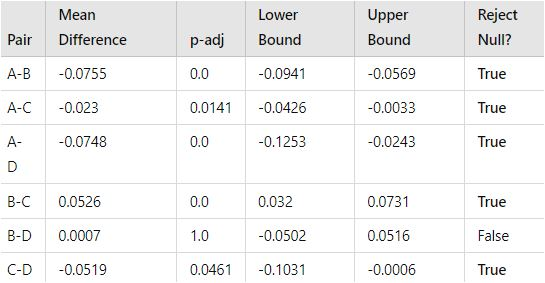 Pair Mean Difference p-adj Lower Bound Upper Bound Reject Null?
A-B -0.0755 0.0 -0.0941 -0.0569 True
A-C -0.023 0.0141 -0.0426 -0.0033 True
A-D -0.0748 0.0 -0.1253 -0.0243 True
B-C 0.0526 0.0 0.032 0.0731 True
B-D 0.0007 1.0 -0.0502 0.0516 False
C-D -0.0519 0.0461 -0.1031 -0.0006 True